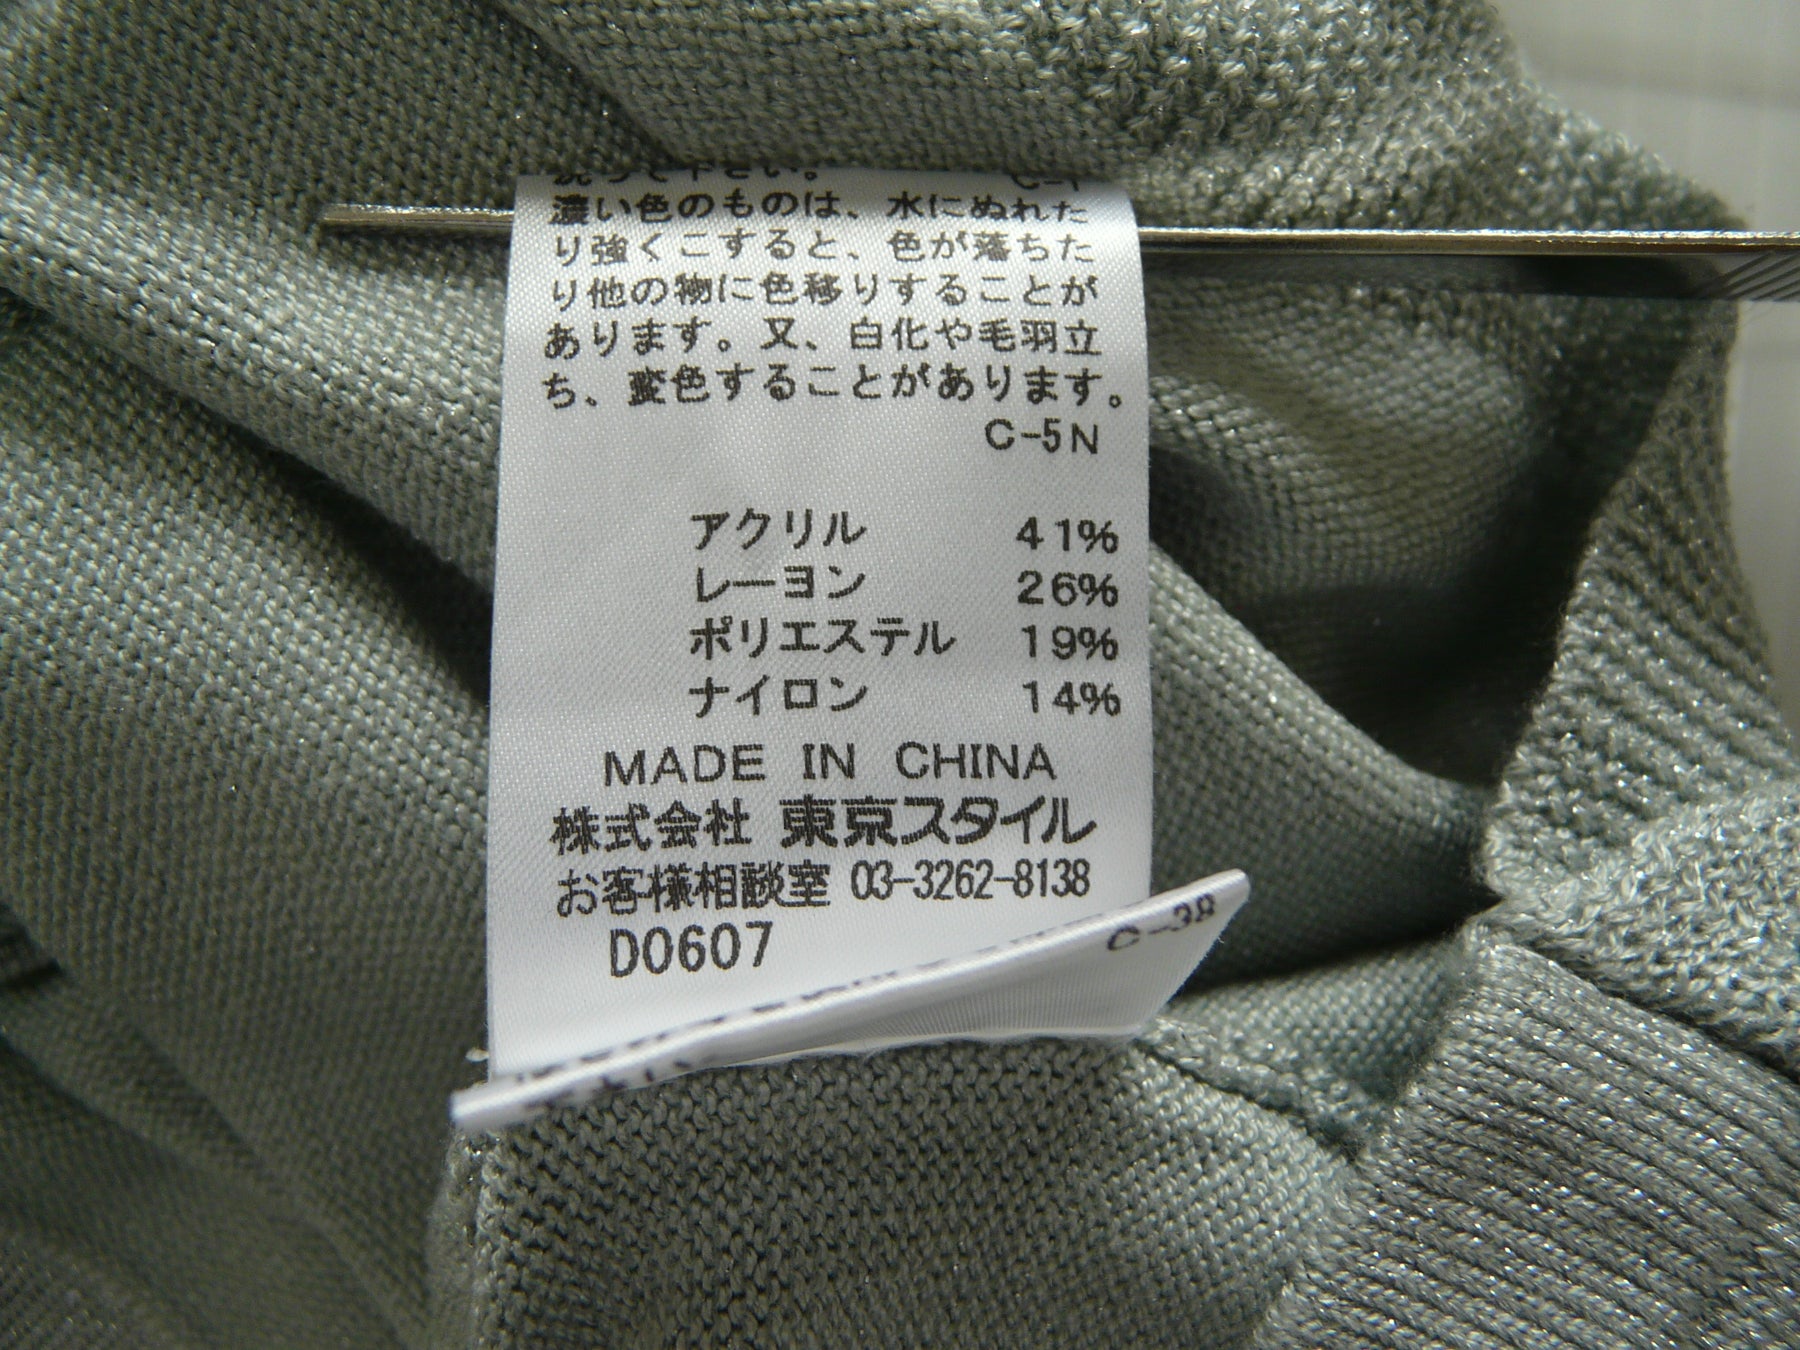 濃い色のものは、水にぬれた
り強くこすると、色が落ちた
り他の物に色移りすることが
あります。又、白化や毛羽立
ち、変色することがあります。
C-5N
アクリル 41%
レーヨン 26%
ポリエステル 19%
ナイロン 14%
MADE IN CHINA
株式会社 東京スタイル
お客様相談室 03-3262-8138
D0607